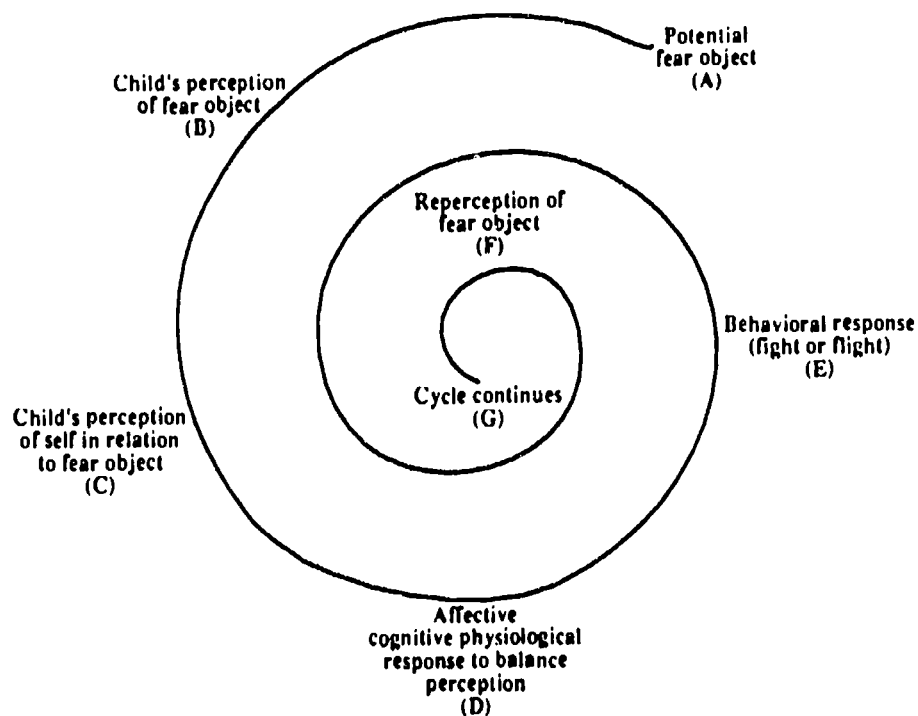 Potential
fear object
(A)
Child's perception
of fear object
(B)
Child's perception
of self in relation
to fear object
(C)
Affective
cognitive physiological
response to balance
perception
(D)
Behavioral response
(fight or flight)
(E)
Reperception of
fear object
(F)
Cycle continues
(G)